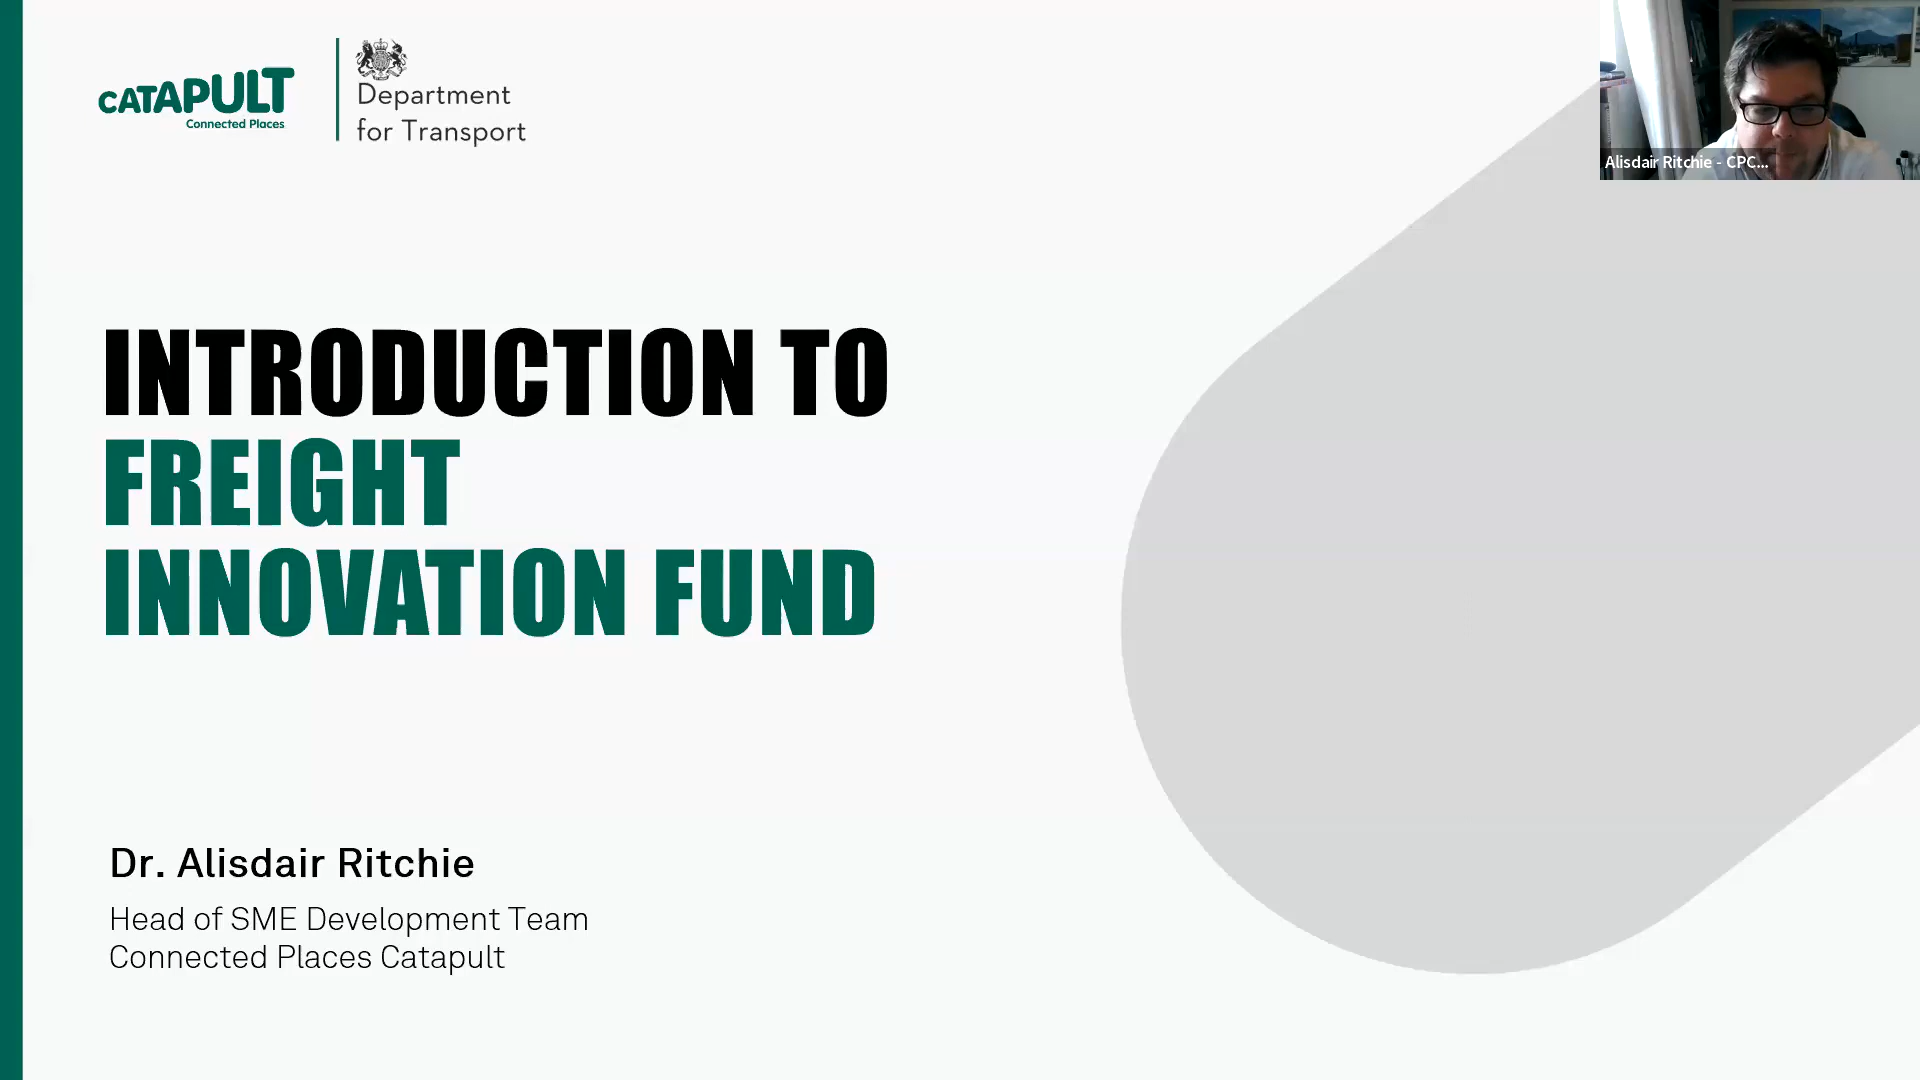 CATAPULT
Connected Places
Department
for Transport
Alisdair Ritchie - CPC...
INTRODUCTION TO
FREIGHT
INNOVATION FUND
Dr. Alisdair Ritchie
Head of SME Development Team
Connected Places Catapult